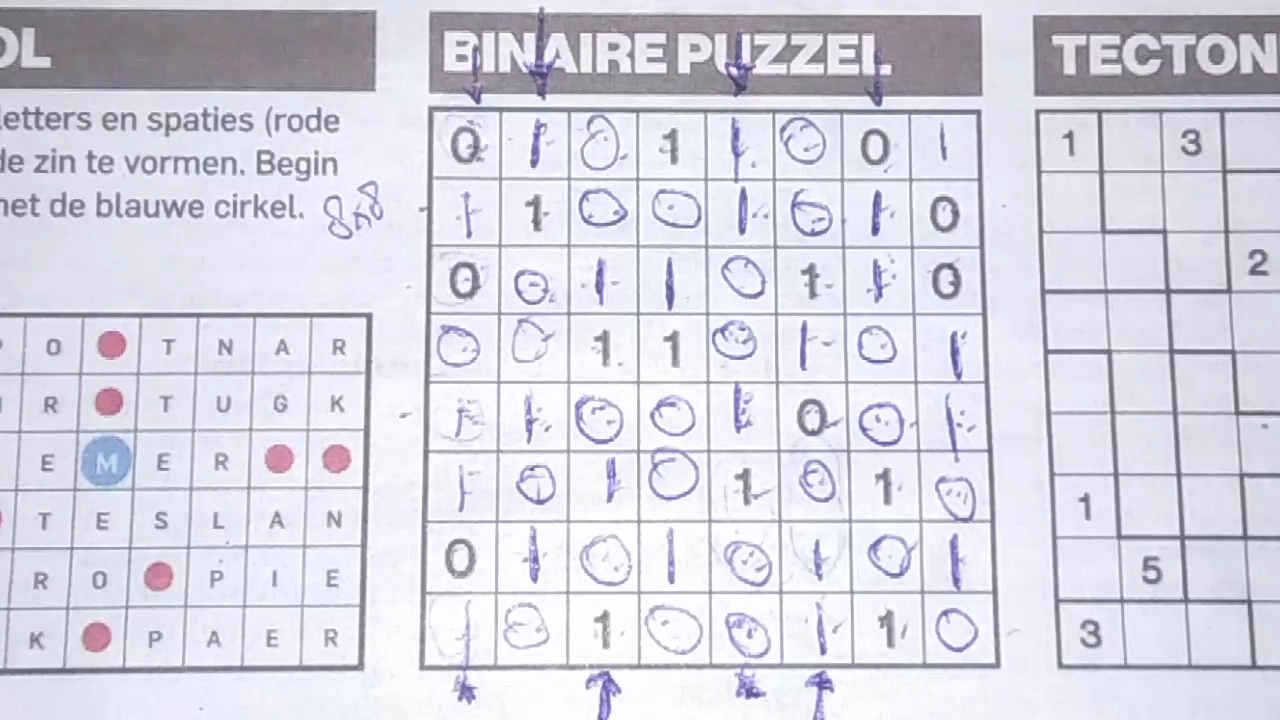 OL
BINAIRE PUZZEL
TECTON
letters en spaties (rode
de zin te vormen. Begin
met de blauwe cirkel. 8x8
O T N A R
R T U G K
E M E R
T E S L A N
R O P I E
K P A E R
0 1 0 1 1 0 0 1
1 1 0 0 1 0 1 0
0 0 1 1 0 1 1 0
0 0 1 1 0 1 0 1
1 1 0 0 1 0 0 1
1 0 1 0 1 0 1 0
0 1 0 1 0 1 0 1
1 0 1 0 0 1 1 0
1 3
2
1
5
3